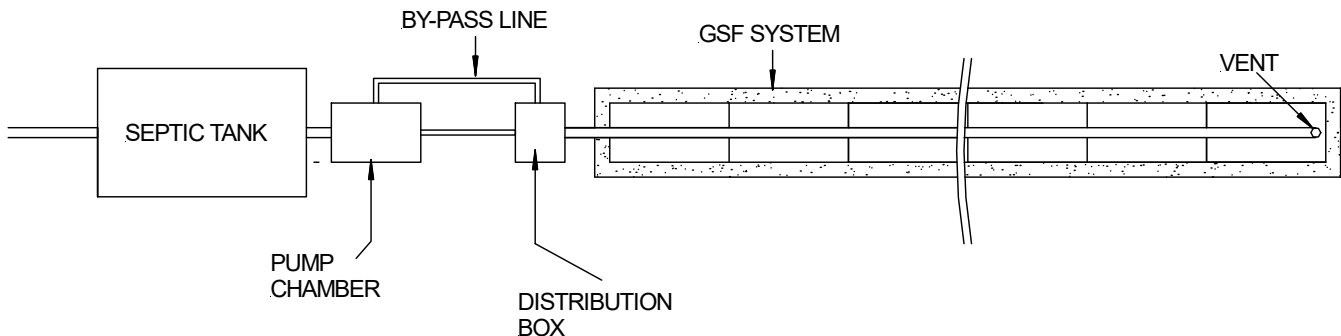 BY-PASS LINE
GSF SYSTEM
VENT
SEPTIC TANK
PUMP
CHAMBER
DISTRIBUTION
BOX